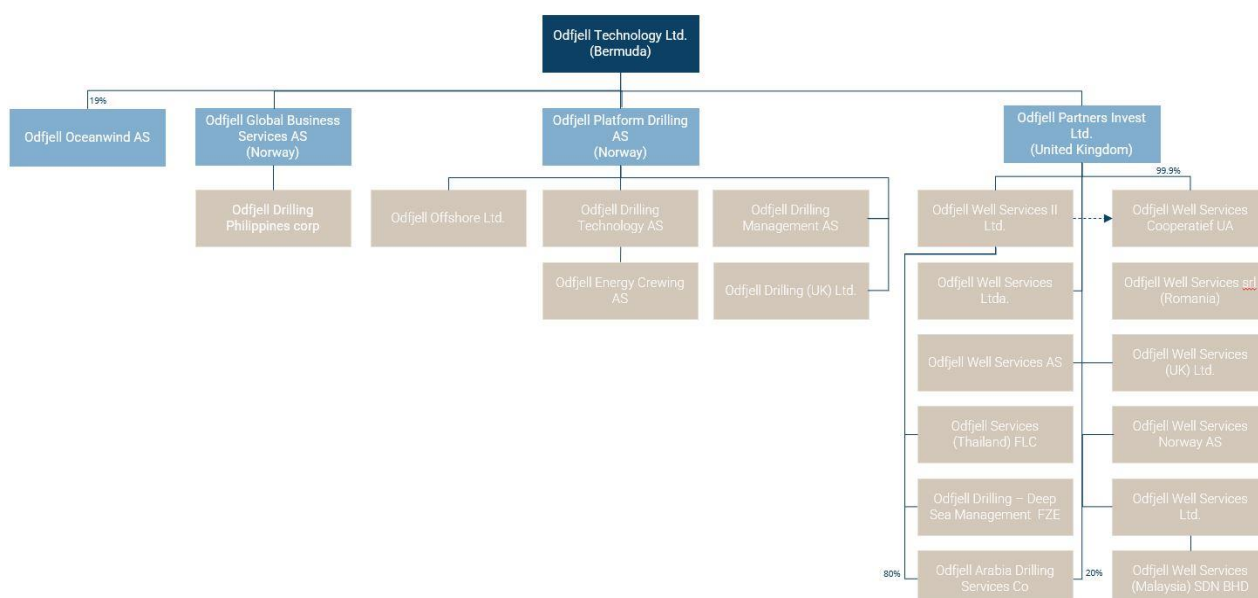 Odfjell Technology Ltd.
(Bermuda)
19%
Odfjell Oceanwind AS
Odfjell Global Business
Services AS
(Norway)
Odfjell Platform Drilling
AS
(Norway)
Odfjell Partners Invest
Ltd.
(United Kingdom)
99.9%
Odfjell Drilling
Philippines corp
Odfjell Offshore Ltd.
Odfjell Drilling
Technology AS
Odfjell Drilling
Management AS
Odfjell Well Services II
Ltd.
Odfjell Well Services
Cooperatief UA
Odfjell Energy Crewing
AS
Odfjell Drilling (UK) Ltd.
Odfjell Well Services
Ltda.
Odfjell Well Services srl
(Romania)
Odfjell Well Services AS
Odfjell Well Services
(UK) Ltd.
Odfjell Services
(Thailand) FLC
Odfjell Well Services
Norway AS
Odfjell Drilling – Deep
Sea Management FZE
Odfjell Well Services
Ltd.
80%
Odfjell Arabia Drilling
Services Co
20%
Odfjell Well Services
(Malaysia) SDN BHD